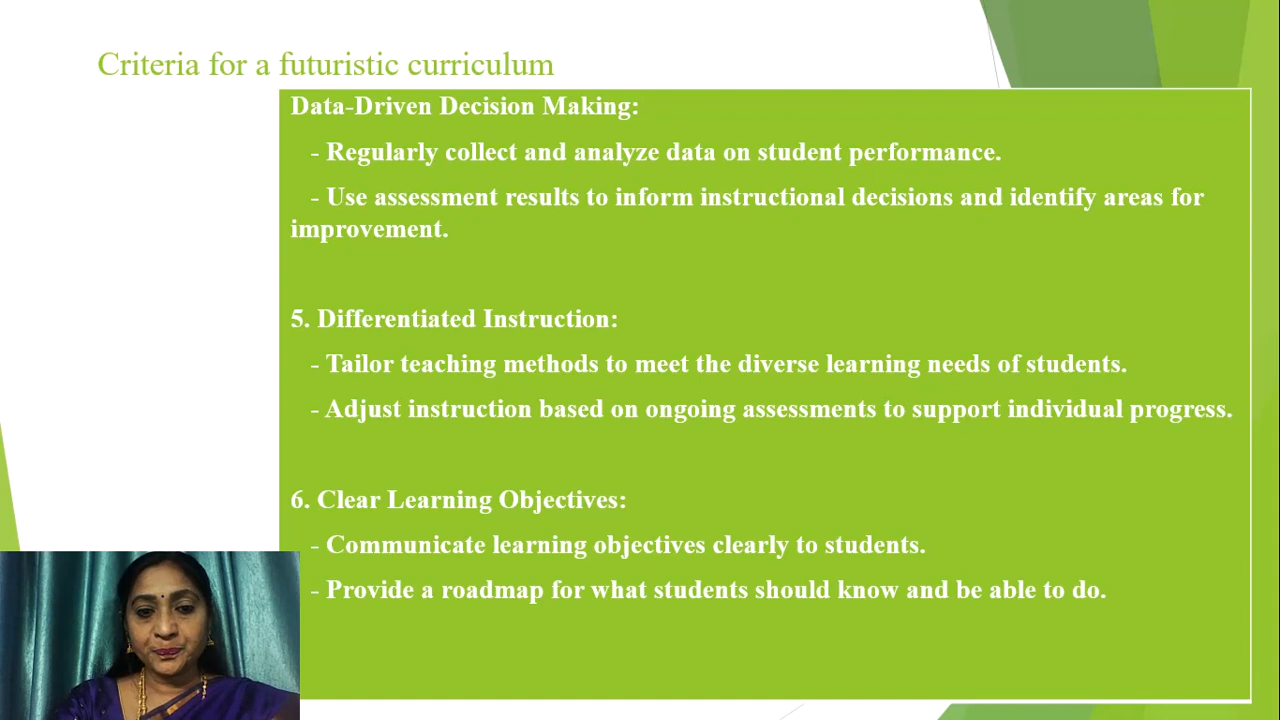 Criteria for a futuristic curriculum
Data-Driven Decision Making:
- Regularly collect and analyze data on student performance.
- Use assessment results to inform instructional decisions and identify areas for
improvement.
5. Differentiated Instruction:
- Tailor teaching methods to meet the diverse learning needs of students.
- Adjust instruction based on ongoing assessments to support individual progress.
6. Clear Learning Objectives:
- Communicate learning objectives clearly to students.
- Provide a roadmap for what students should know and be able to do.